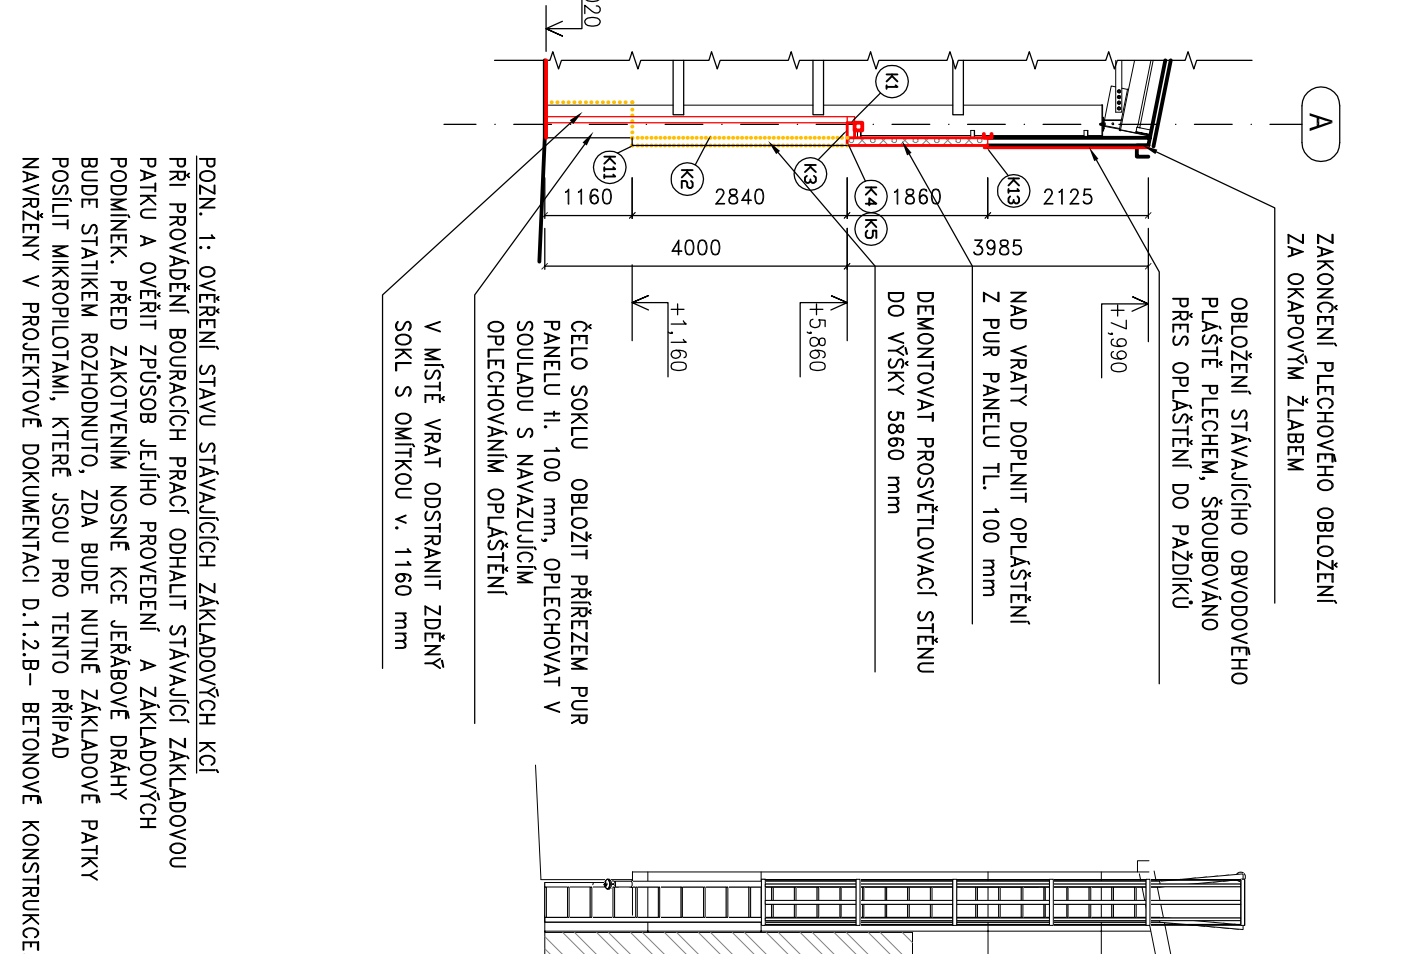 A
ZAKONČENÍ PLECHOVÉHO OBLOŽENÍ
ZA OKAPOVÝM ŽLABEM
OBLOŽENÍ STÁVAJÍCÍHO OBVODOVÉHO
PLÁŠTĚ PLECHEM, ŠROUBOVÁNO
PŘES OPLÁŠTĚNÍ DO PAŽDÍKŮ
NAD VRATY DOPLNIT OPLÁŠTĚNÍ
Z PUR PANELU TL. 100 mm
DEMONTOVAT PROSVĚTLOVACÍ STĚNU
DO VÝŠKY 5860 mm
ČELO SOKLU OBLOŽIT PŘÍŘEZEM PUR
PANELU tl. 100 mm, OPLECHOVAT V
SOULADU S NAVAZUJÍCÍM
OPLECHOVÁNÍM OPLÁŠTĚNÍ
V MÍSTĚ VRAT ODSTRANIT ZDĚNÝ
SOKL S OMÍTKOU v. 1160 mm
+7,990
+5,860
+1,160
020
K1
K2
K3
K4
K5
K11
K13
1160
2840
1860
2125
4000
3985
POZN. 1: OVĚŘENÍ STAVU STÁVAJÍCÍCH ZÁKLADOVÝCH KCÍ
PŘI PROVÁDĚNÍ BOURACÍCH PRACÍ ODHALIT STÁVAJÍCÍ ZÁKLADOVOU
PATKU A OVĚŘIT ZPŮSOB JEJÍHO PROVEDENÍ A ZÁKLADOVÝCH
PODMÍNEK. PŘED ZAKOTVENÍM NOSNÉ KCE JEŘÁBOVÉ DRÁHY
BUDE STATIKEM ROZHODNUTO, ZDA BUDE NUTNÉ ZÁKLADOVÉ PATKY
POSÍLIT MIKROPILOTAMI, KTERÉ JSOU PRO TENTO PŘÍPAD
NAVRŽENY V PROJEKTOVÉ DOKUMENTACI D.1.2.B- BETONOVÉ KONSTRUKCE